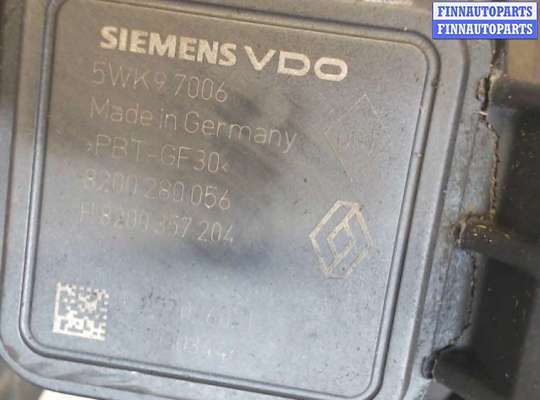 FINNAUTOPARTS
FINNAUTOPARTS
SIEMENS VDO
5WK9 7006
Made in Germany
>PBT-GF30<
8200 280 056
H 8200 357 204